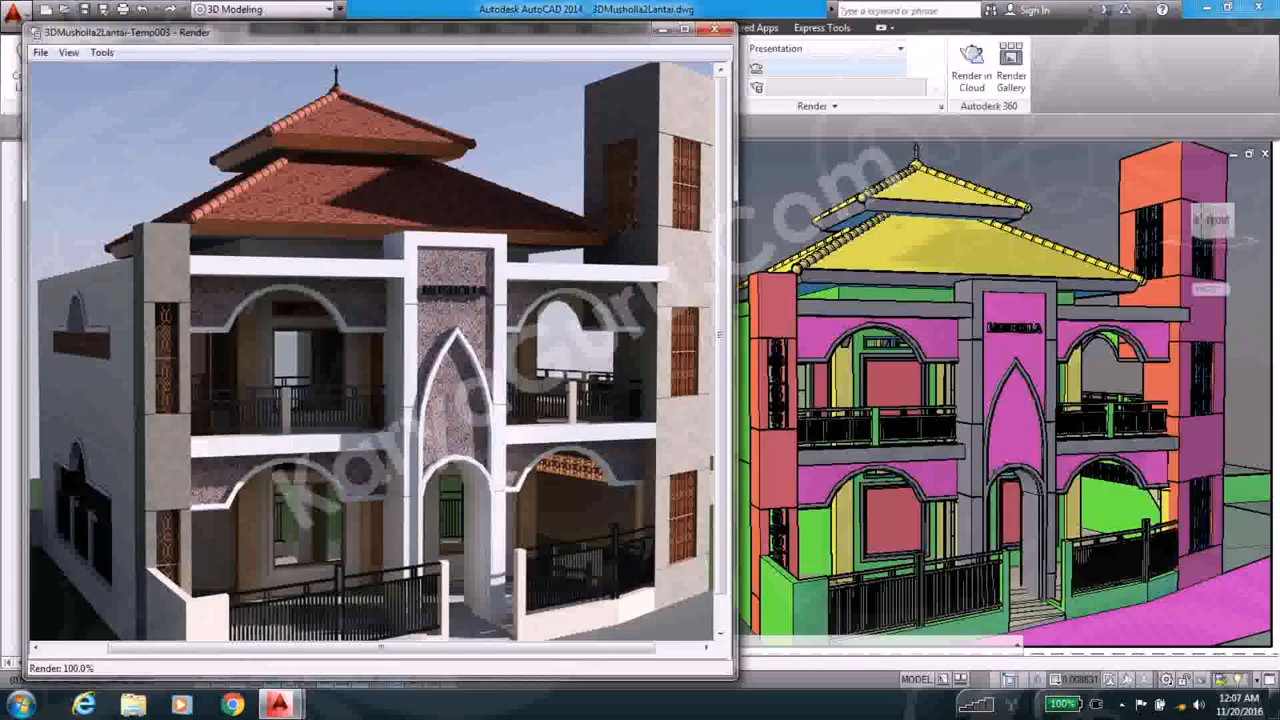 3D Modeling
Autodesk AutoCAD 2014 3DMusholla2Lantai.dwg
Type a keyword or phrase
Sign In
3DMusholla2Lantai-Temp003 - Render
File View Tools
Express Tools
Presentation
Render in Cloud
Render Gallery
Render
Autodesk 360
MUSHOLLA
MUSHOLLA
Render: 100.0%
MODEL
100%
12:07 AM
11/20/2016